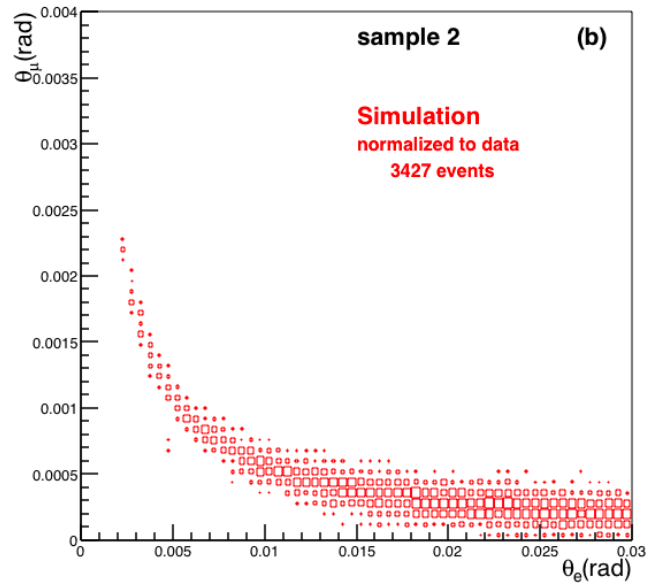 0.004
θμ(rad)
sample 2 (b)
0.0035
Simulation
0.003
normalized to data
3427 events
0.0025
0.002
0.0015
0.001
0.0005
0
0 0.005 0.01 0.015 0.02 0.025 0.03
θe(rad)